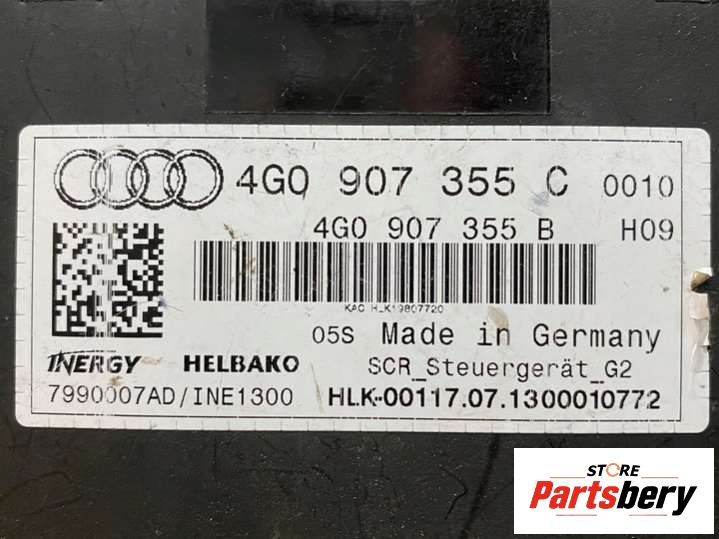 4G0 907 355 C 0010
4G0 907 355 B H09
KAC HLK19807720
05S Made in Germany
INERGY HELBAKO SCR_Steuergerät_G2
7990007AD/INE1300 HLK-00117.07.1300010772
STORE
Partsbery